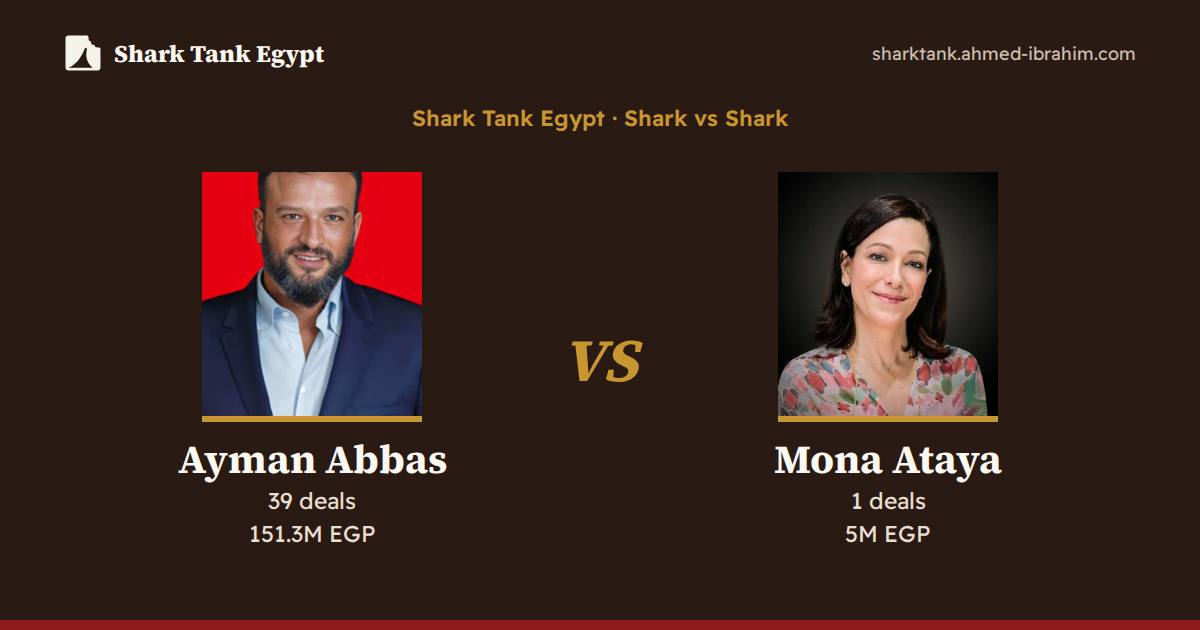 Shark Tank Egypt
sharktank.ahmed-ibrahim.com
Shark Tank Egypt · Shark vs Shark
VS
Ayman Abbas
39 deals
151.3M EGP
Mona Ataya
1 deals
5M EGP